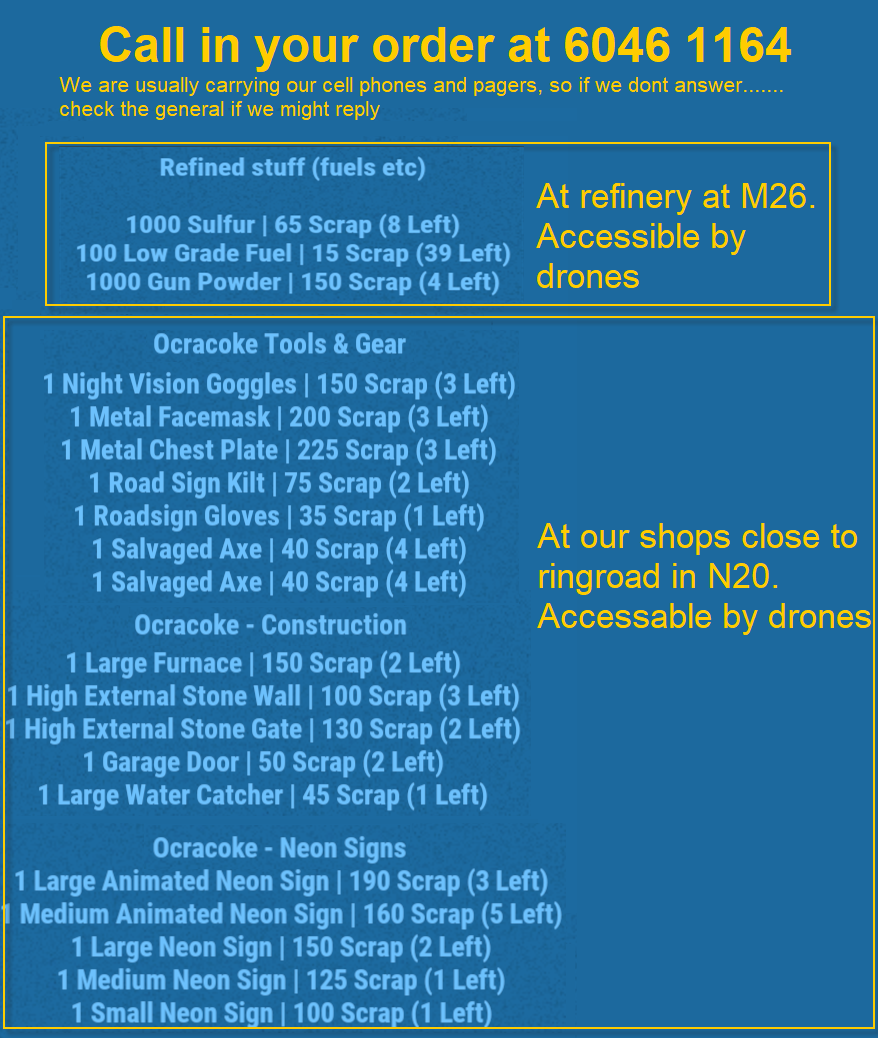 Call in your order at 6046 1164
We are usually carrying our cell phones and pagers, so if we dont answer.......
check the general if we might reply
Refined stuff (fuels etc)
1000 Sulfur | 65 Scrap (8 Left)
100 Low Grade Fuel | 15 Scrap (39 Left)
1000 Gun Powder | 150 Scrap (4 Left)
At refinery at M26.
Accessible by
drones
Ocracoke Tools & Gear
1 Night Vision Goggles | 150 Scrap (3 Left)
1 Metal Facemask | 200 Scrap (3 Left)
1 Metal Chest Plate | 225 Scrap (3 Left)
1 Road Sign Kilt | 75 Scrap (2 Left)
1 Roadsign Gloves | 35 Scrap (1 Left)
1 Salvaged Axe | 40 Scrap (4 Left)
1 Salvaged Axe | 40 Scrap (4 Left)
Ocracoke - Construction
1 Large Furnace | 150 Scrap (2 Left)
1 High External Stone Wall | 100 Scrap (3 Left)
1 High External Stone Gate | 130 Scrap (2 Left)
1 Garage Door | 50 Scrap (2 Left)
1 Large Water Catcher | 45 Scrap (1 Left)
Ocracoke - Neon Signs
1 Large Animated Neon Sign | 190 Scrap (3 Left)
1 Medium Animated Neon Sign | 160 Scrap (5 Left)
1 Large Neon Sign | 150 Scrap (2 Left)
1 Medium Neon Sign | 125 Scrap (1 Left)
1 Small Neon Sign | 100 Scrap (1 Left)
At our shops close to
ringroad in N20.
Accessable by drones